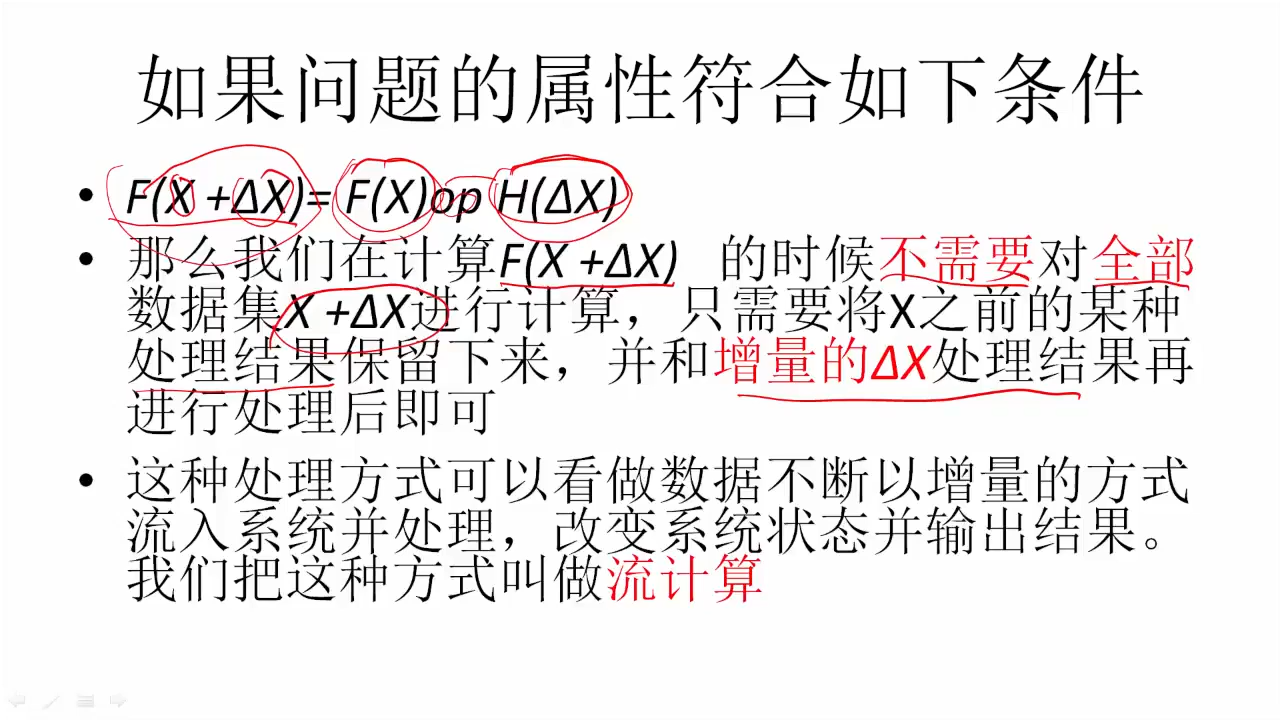 如果问题的属性符合如下条件
• F(X +ΔX)= F(X)op H(ΔX)
• 那么我们在计算F(X +ΔX) 的时候不需要对全部
数据集X +ΔX进行计算，只需要将X之前的某种
处理结果保留下来，并和增量的ΔX处理结果再
进行处理后即可
• 这种处理方式可以看做数据不断以增量的方式
流入系统并处理，改变系统状态并输出结果。
我们把这种方式叫做流计算